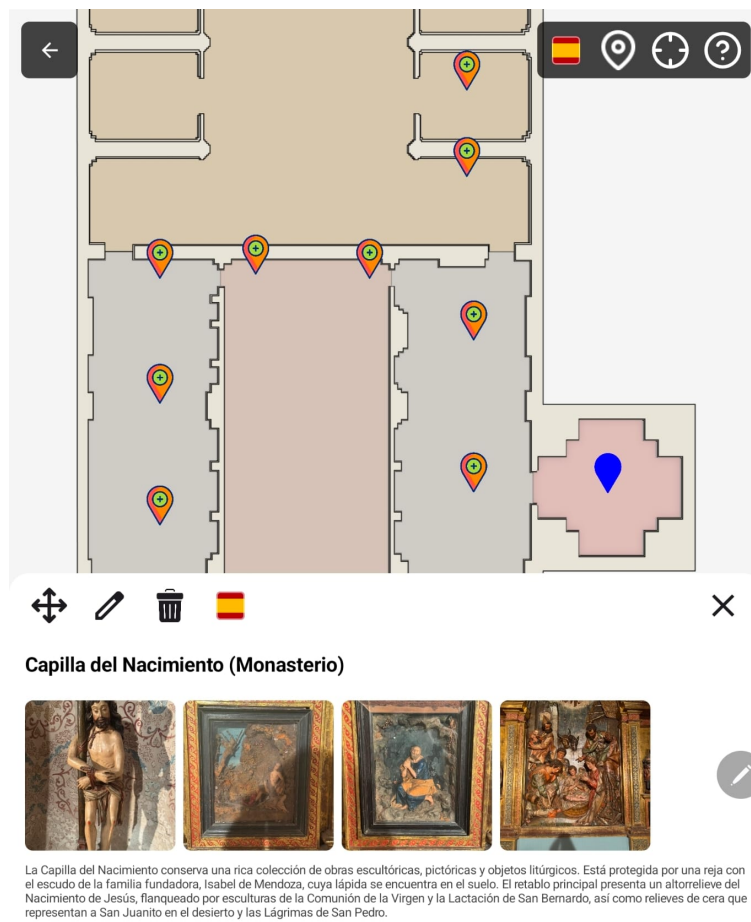 Capilla del Nacimiento (Monasterio)
La Capilla del Nacimiento conserva una rica colección de obras escultóricas, pictóricas y objetos litúrgicos. Está protegida por una reja con
el escudo de la familia fundadora, Isabel de Mendoza, cuya lápida se encuentra en el suelo. El retablo principal presenta un altorrelieve del
Nacimiento de Jesús, flanqueado por esculturas de la Comunión de la Virgen y la Lactación de San Bernardo, así como relieves de cera que
representan a San Juanito en el desierto y las Lágrimas de San Pedro.